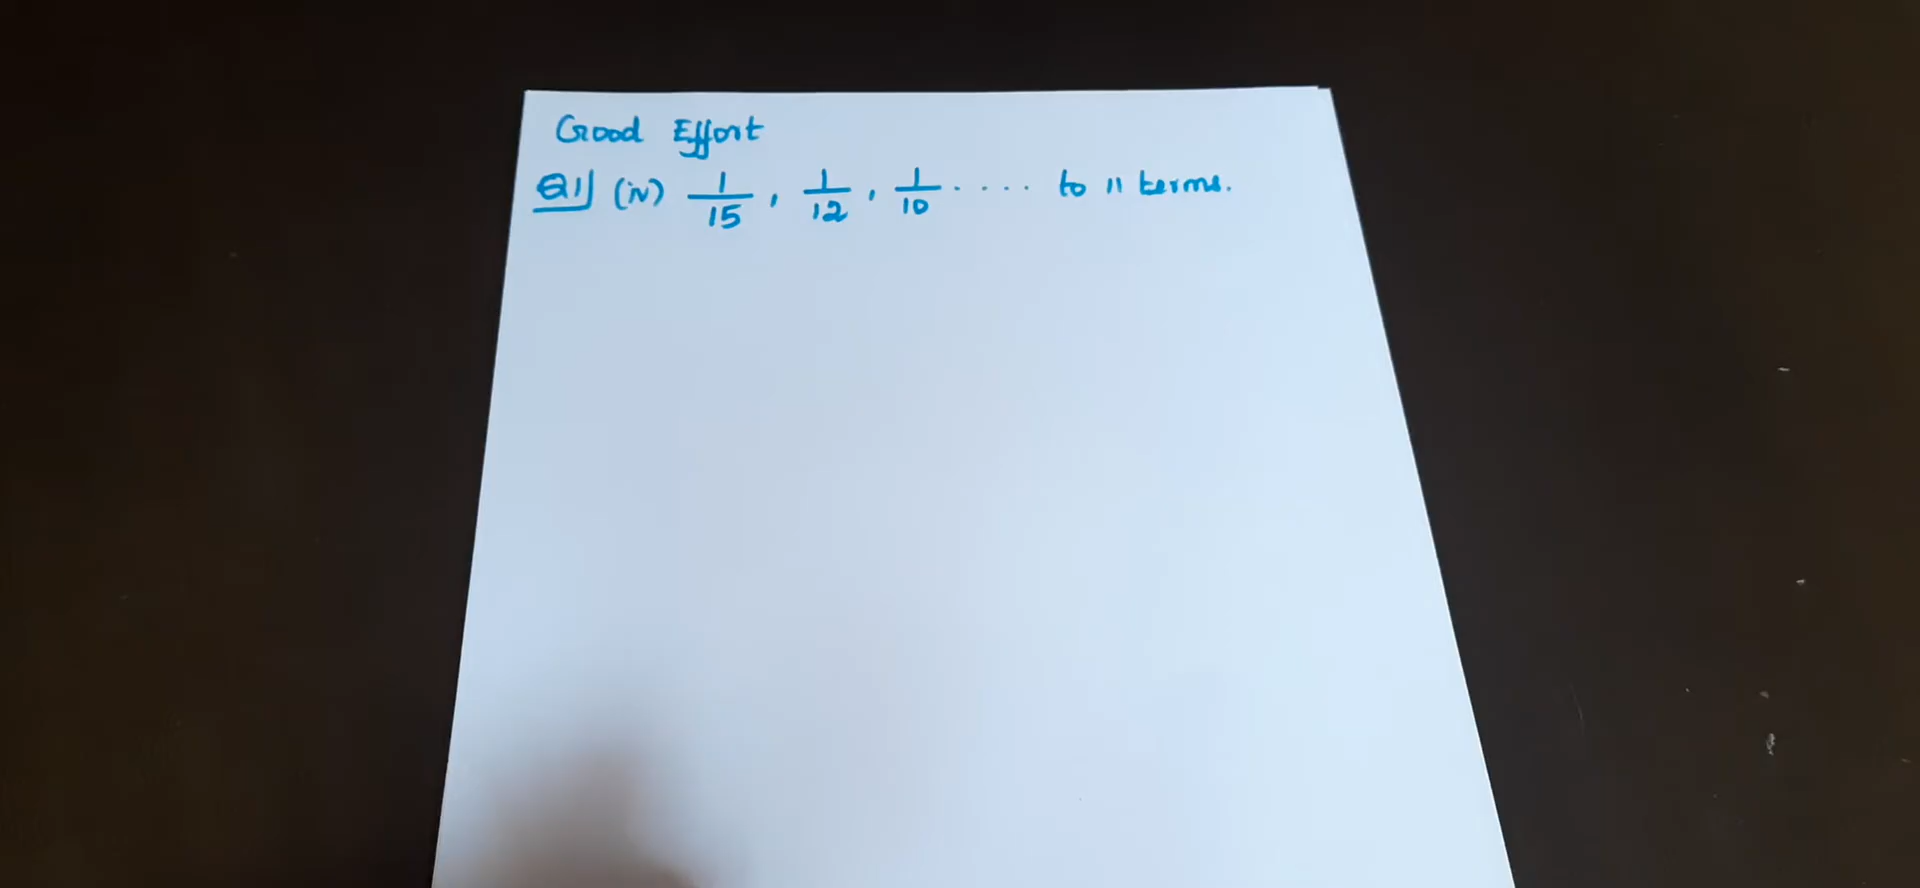 Good Effort
Q1) (iv) 1/15, 1/12, 1/10 .... to 11 terms.